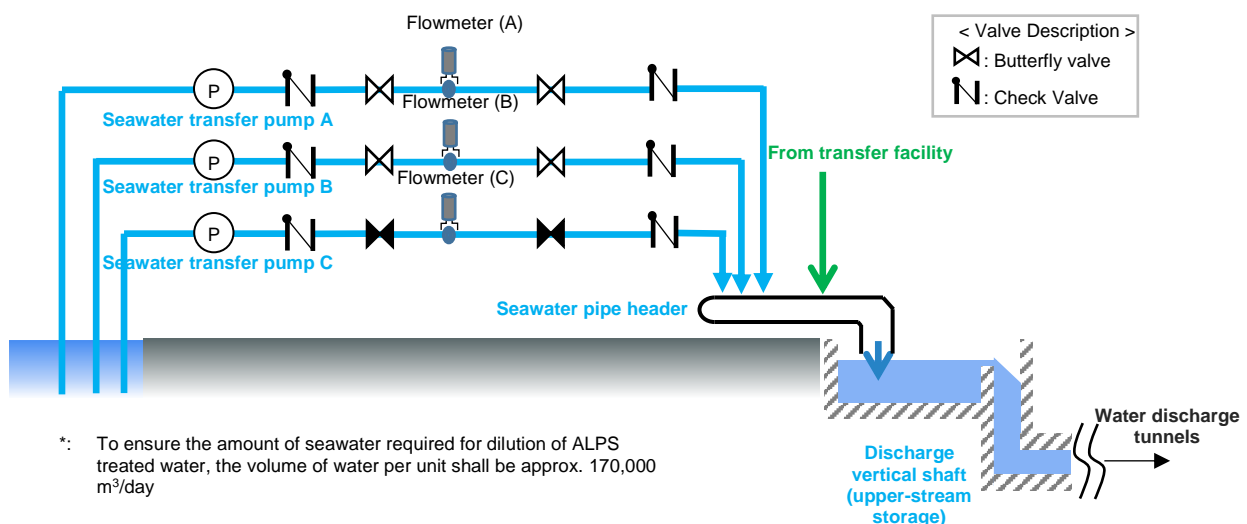 Flowmeter (A)
< Valve Description >
: Butterfly valve
: Check Valve
P
Seawater transfer pump A
Flowmeter (B)
P
Seawater transfer pump B
Flowmeter (C)
P
Seawater transfer pump C
From transfer facility
Seawater pipe header
*: To ensure the amount of seawater required for dilution of ALPS
treated water, the volume of water per unit shall be approx. 170,000
m³/day
Discharge
vertical shaft
(upper-stream
storage)
Water discharge
tunnels